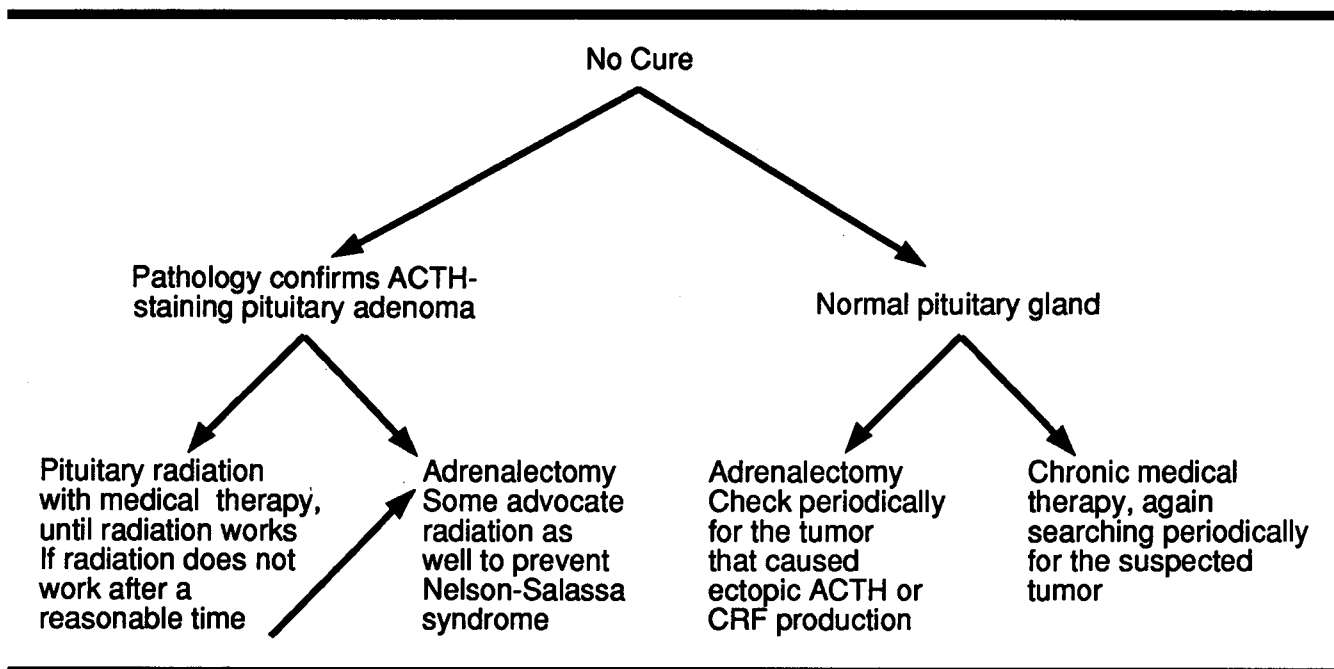 No Cure
Pathology confirms ACTH-
staining pituitary adenoma
Normal pituitary gland
Pituitary radiation
with medical therapy,
until radiation works
If radiation does not
work after a
reasonable time
Adrenalectomy
Some advocate
radiation as
well to prevent
Nelson-Salassa
syndrome
Adrenalectomy
Check periodically
for the tumor
that caused
ectopic ACTH or
CRF production
Chronic medical
therapy, again
searching periodically
for the suspected
tumor